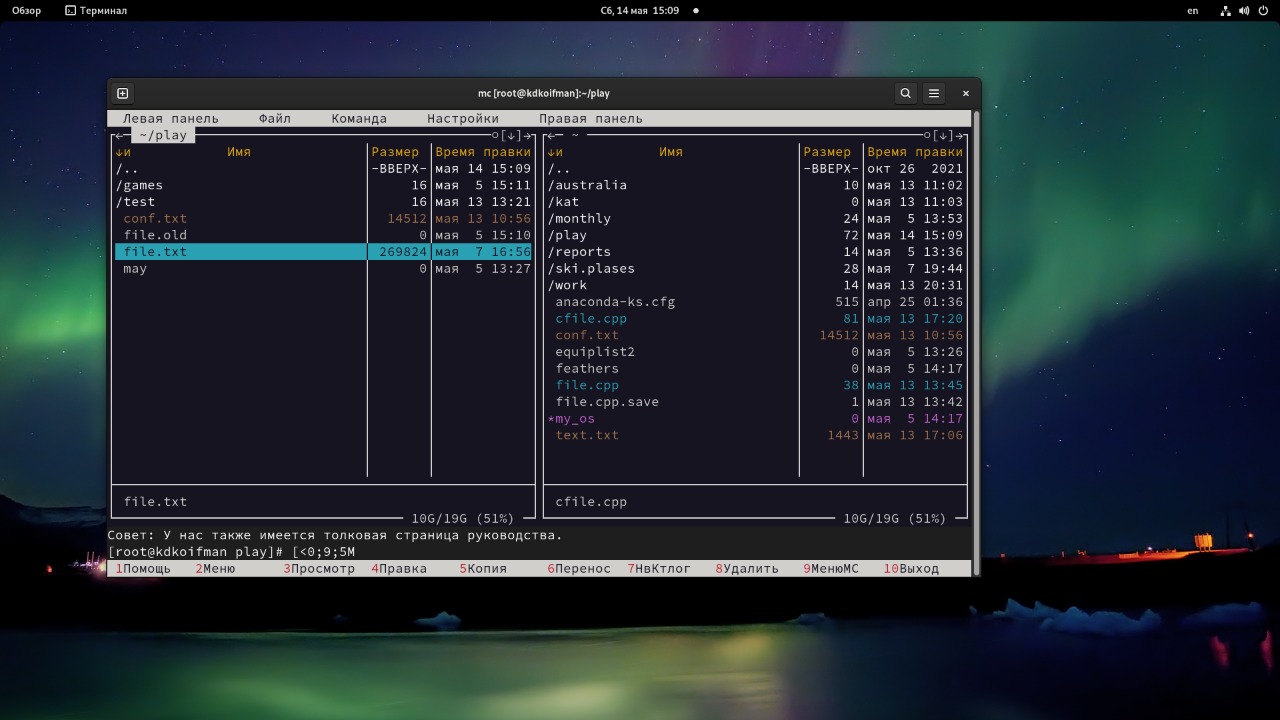 Обзор Терминал Сб, 14 мая 15:09 en
mc [root@kdkoifman]:~/play
Левая панель Файл Команда Настройки Правая панель
~/play [↓] ~ [↓]
↓и Имя Размер Время правки ↓и Имя Размер Время правки
/.. -ВВЕРХ- мая 14 15:09 /.. -ВВЕРХ- окт 26 2021
/games 16 мая 5 15:11 /australia 10 мая 13 11:02
/test 16 мая 13 13:21 /kat 0 мая 13 11:03
conf.txt 14512 мая 13 10:56 /monthly 24 мая 5 13:53
file.old 0 мая 5 15:10 /play 72 мая 14 15:09
file.txt 269824 мая 7 16:56 /reports 14 мая 5 13:36
may 0 мая 5 13:27 /ski.plases 28 мая 7 19:44
/work 14 мая 13 20:31
anaconda-ks.cfg 515 апр 25 01:36
cfile.cpp 81 мая 13 17:20
conf.txt 14512 мая 13 10:56
equiplist2 0 мая 5 13:26
feathers 0 мая 5 14:17
file.cpp 38 мая 13 13:45
file.cpp.save 1 мая 13 13:42
*my_os 0 мая 5 14:17
text.txt 1443 мая 13 17:06
file.txt cfile.cpp
10G/19G (51%) 10G/19G (51%)
Совет: У нас также имеется толковая страница руководства.
[root@kdkoifman play]# [<0;9;5M
1Помощь 2Меню 3Просмотр 4Правка 5Копия 6Перенос 7НвКтлог 8Удалить 9МенюMC 10Выход